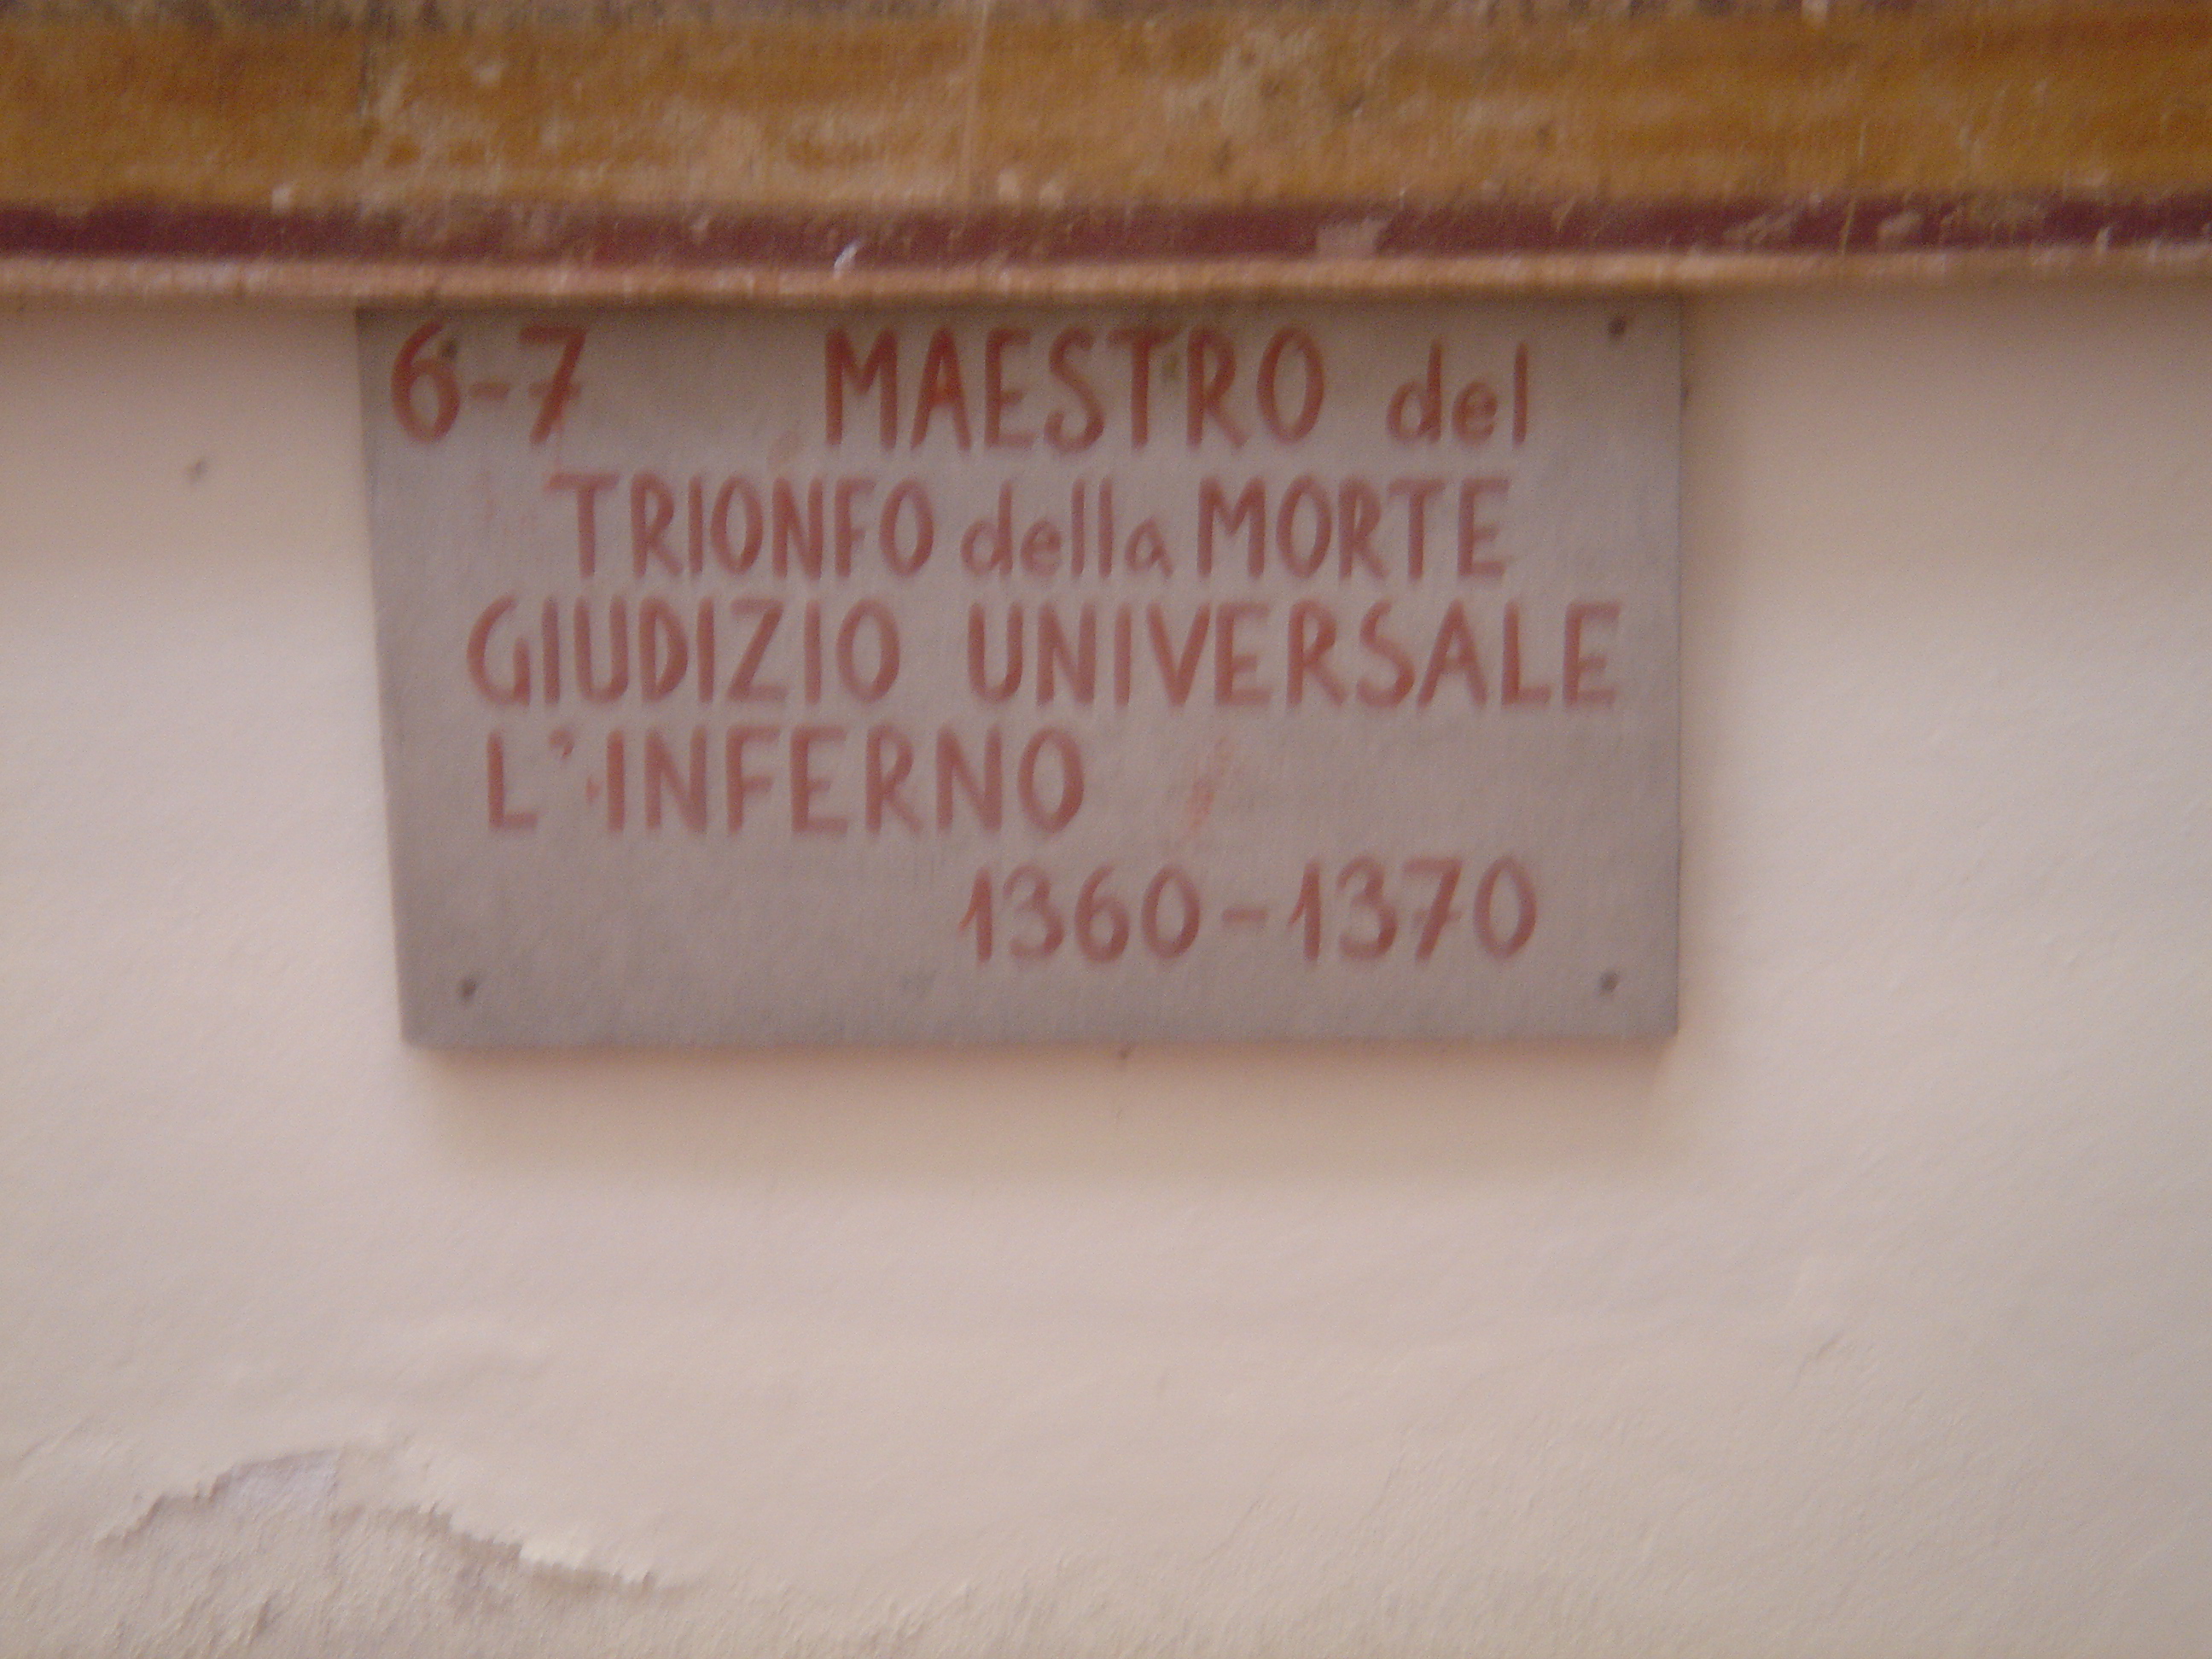 6-7 MAESTRO del
TRIONFO della MORTE
GIUDIZIO UNIVERSALE
L'INFERNO
1360-1370